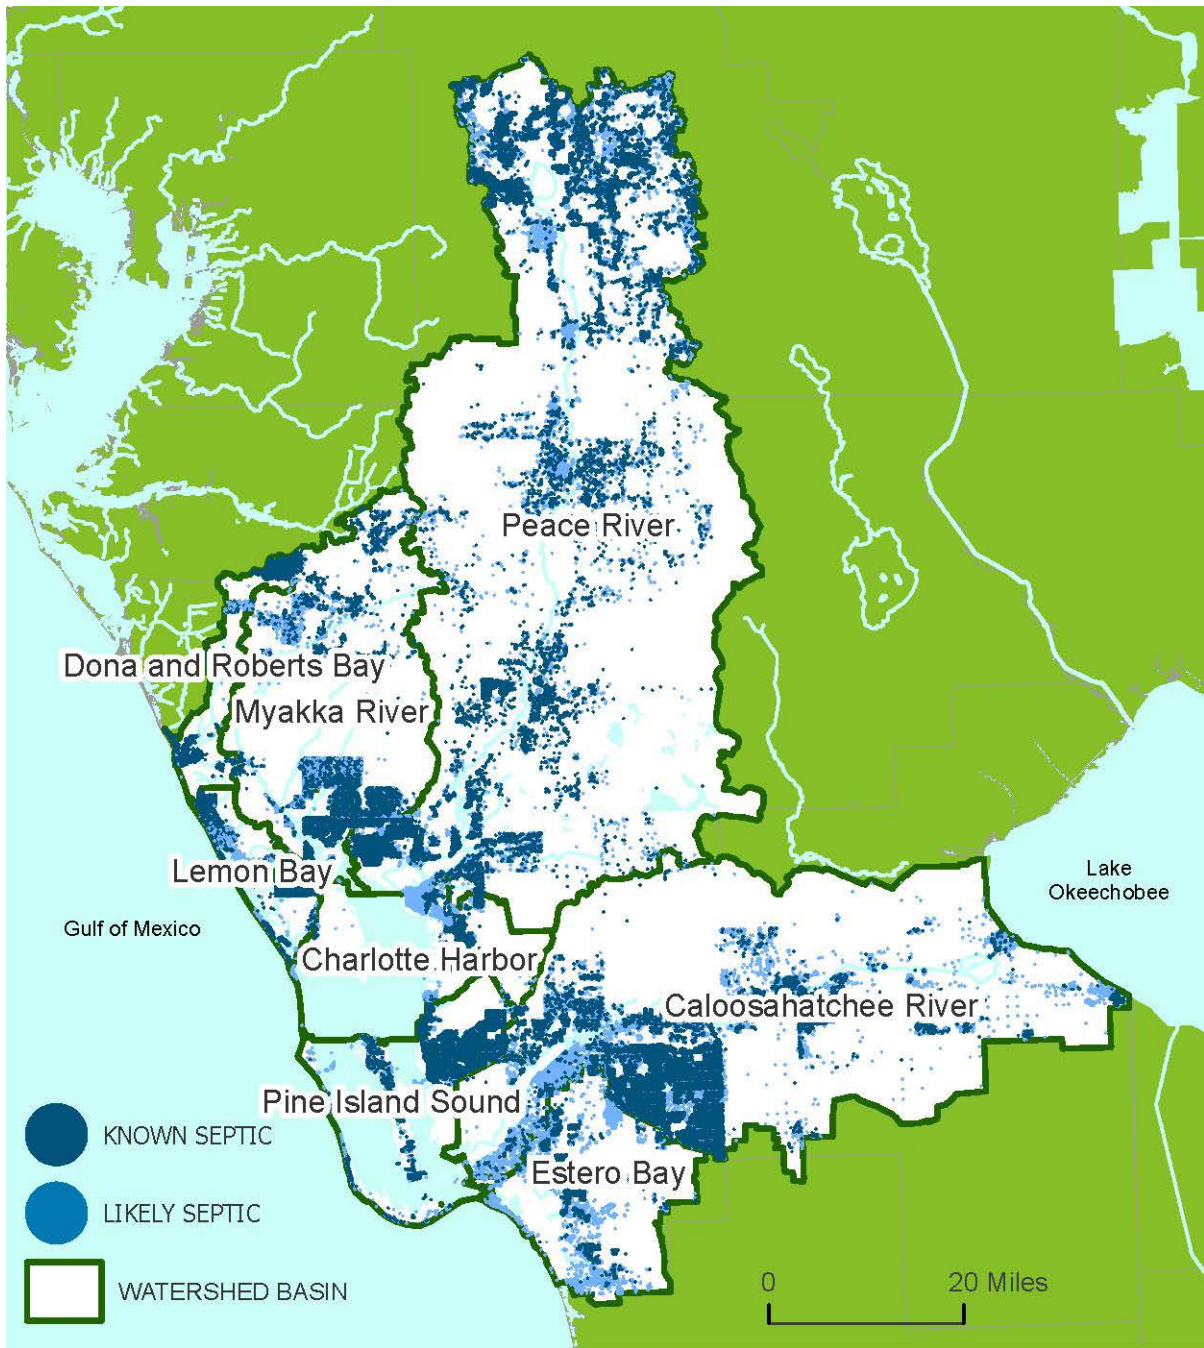 Peace River
Dona and Roberts Bay
Myakka River
Lemon Bay
Lake
Okeechobee
Gulf of Mexico
Charlotte Harbor
Caloosahatchee River
Pine Island Sound
Estero Bay
KNOWN SEPTIC
LIKELY SEPTIC
WATERSHED BASIN
0 20 Miles